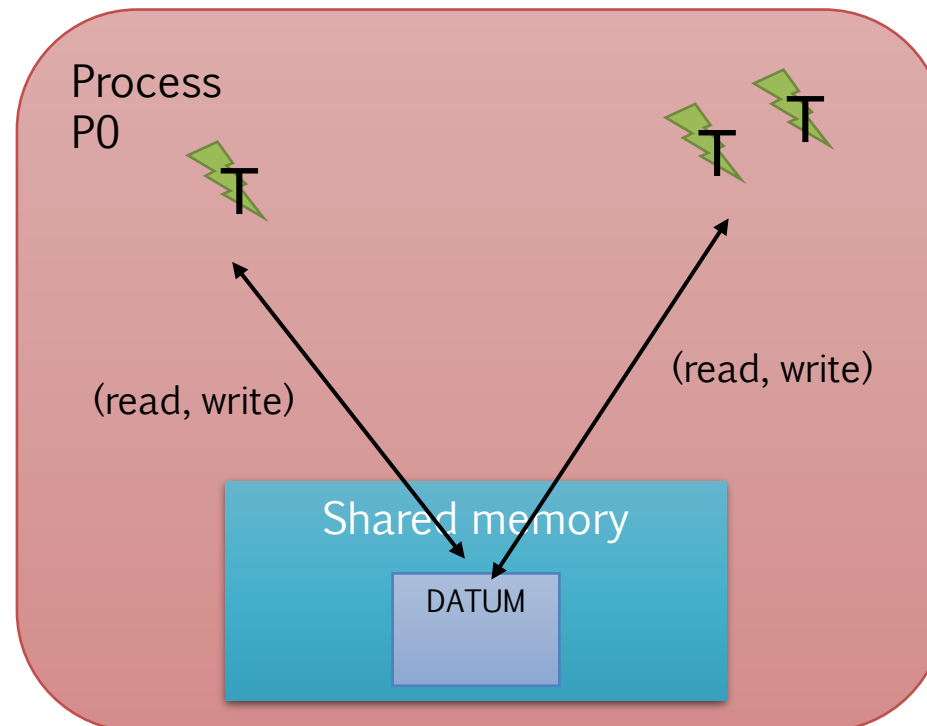 Process
P0
T
T
T
(read, write)
(read, write)
Shared memory
DATUM